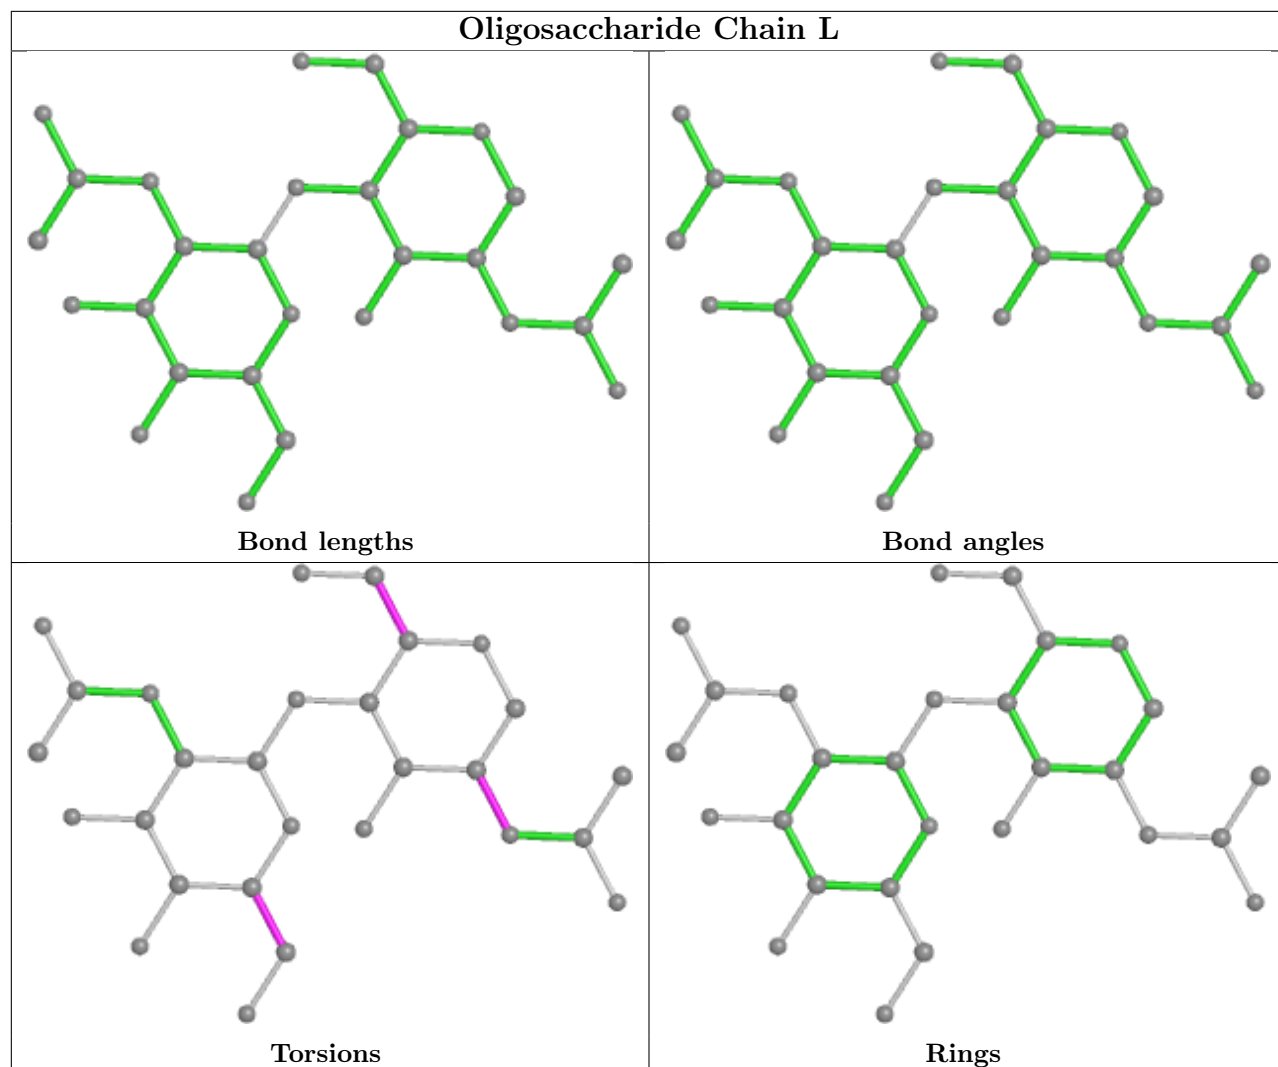 Oligosaccharide Chain L
Bond lengths
Bond angles
Torsions
Rings